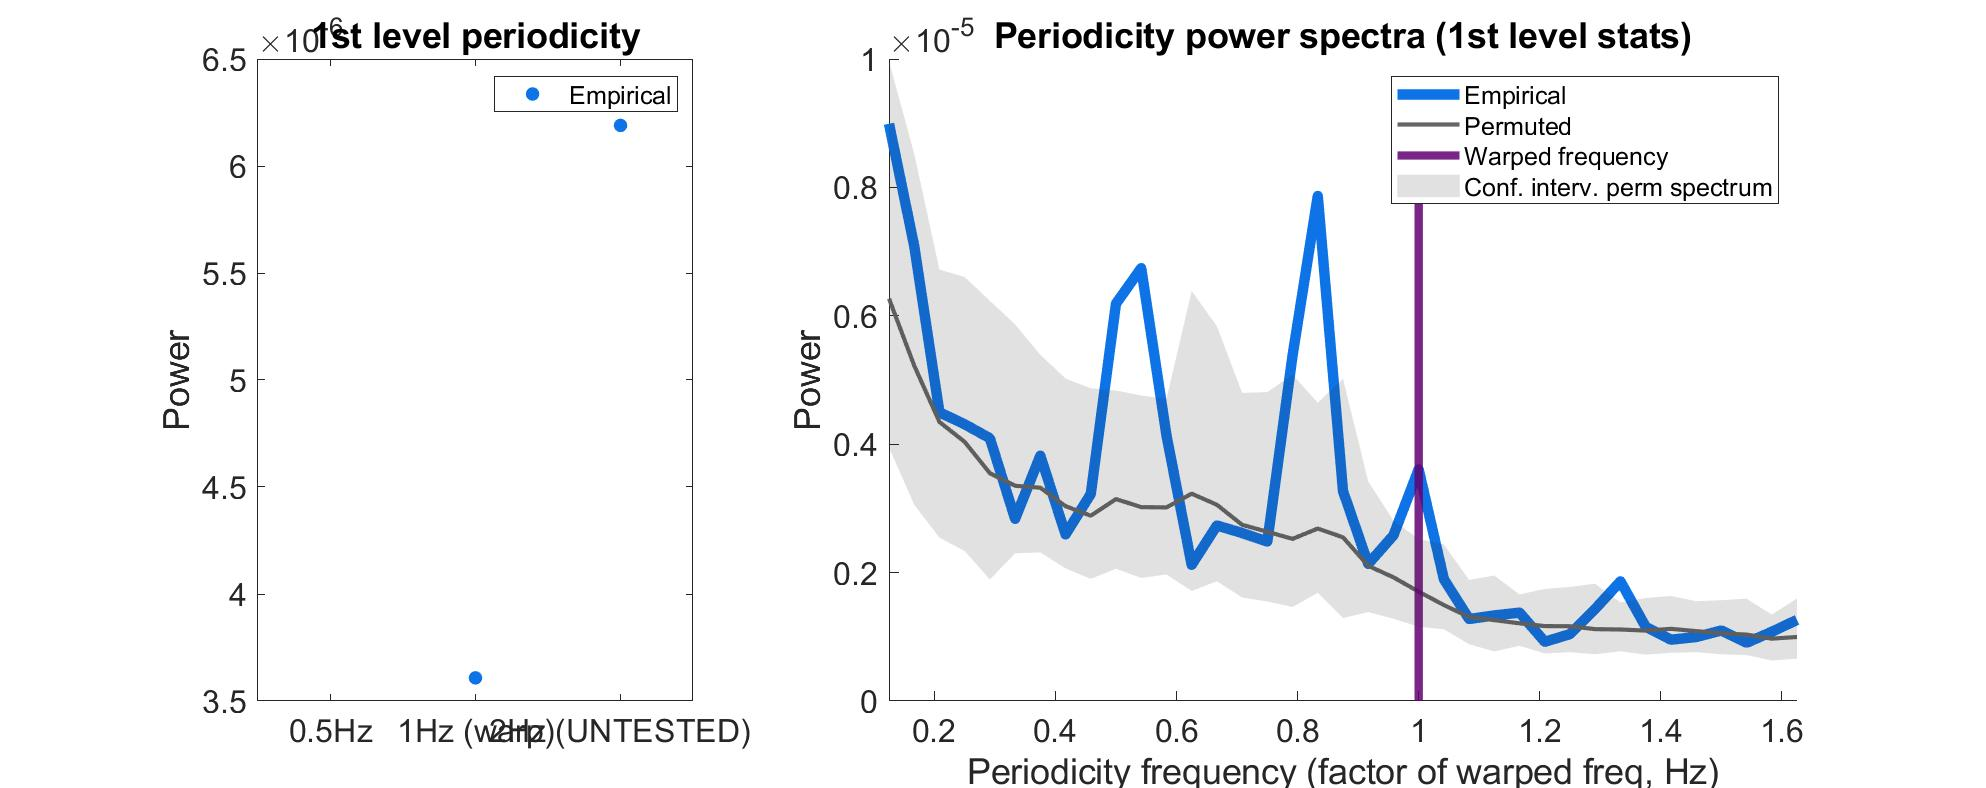 ×10-6
1st level periodicity
6.5
6
5.5
5
4.5
4
3.5
Power
Empirical
0.5Hz
1Hz (warp)
2Hz (UNTESTED)
×10-5
Periodicity power spectra (1st level stats)
1
0.8
0.6
0.4
0.2
0
Power
Empirical
Permuted
Warped frequency
Conf. interv. perm spectrum
0.2 0.4 0.6 0.8 1 1.2 1.4 1.6
Periodicity frequency (factor of warped freq, Hz)